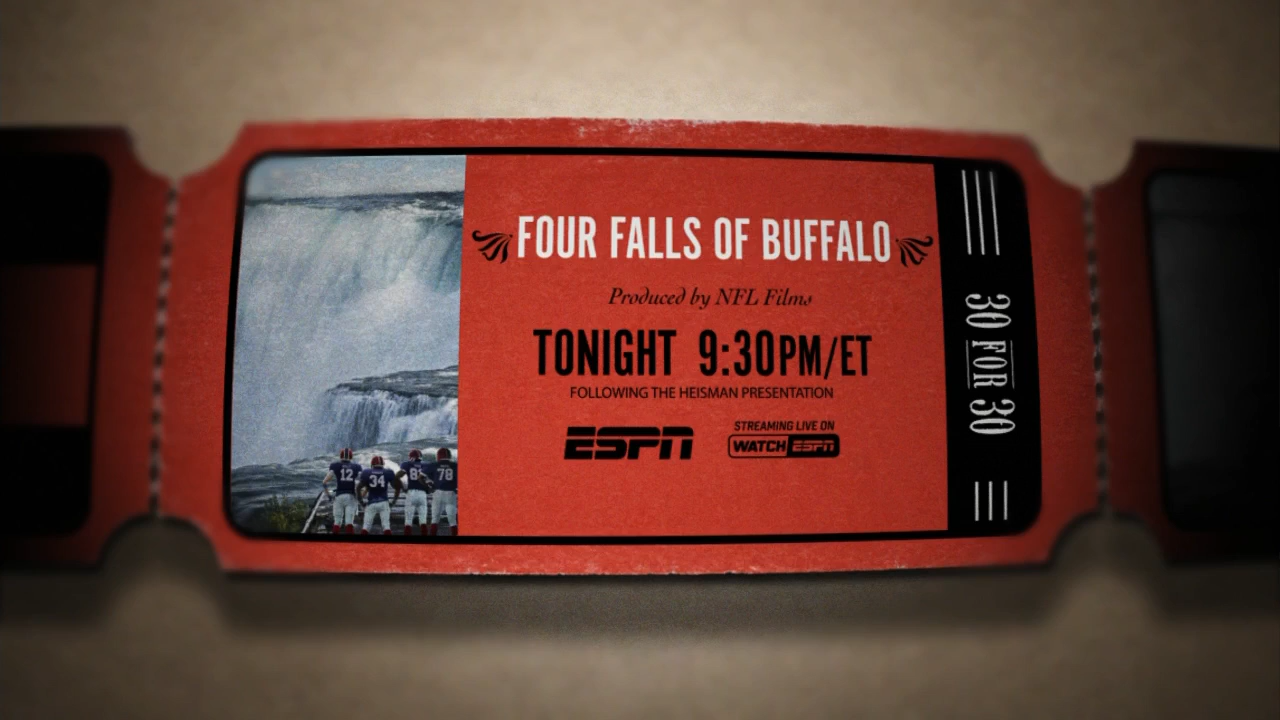 FOUR FALLS OF BUFFALO
Produced by NFL Films
TONIGHT 9:30PM/ET
FOLLOWING THE HEISMAN PRESENTATION
ESPN
STREAMING LIVE ON
WATCH ESPN
30 FOR 30
12
34
78